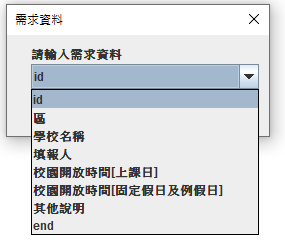 需求資料
請輸入需求資料
id
id
區
學校名稱
填報人
校園開放時間[上課日]
校園開放時間[固定假日及例假日]
其他說明
end